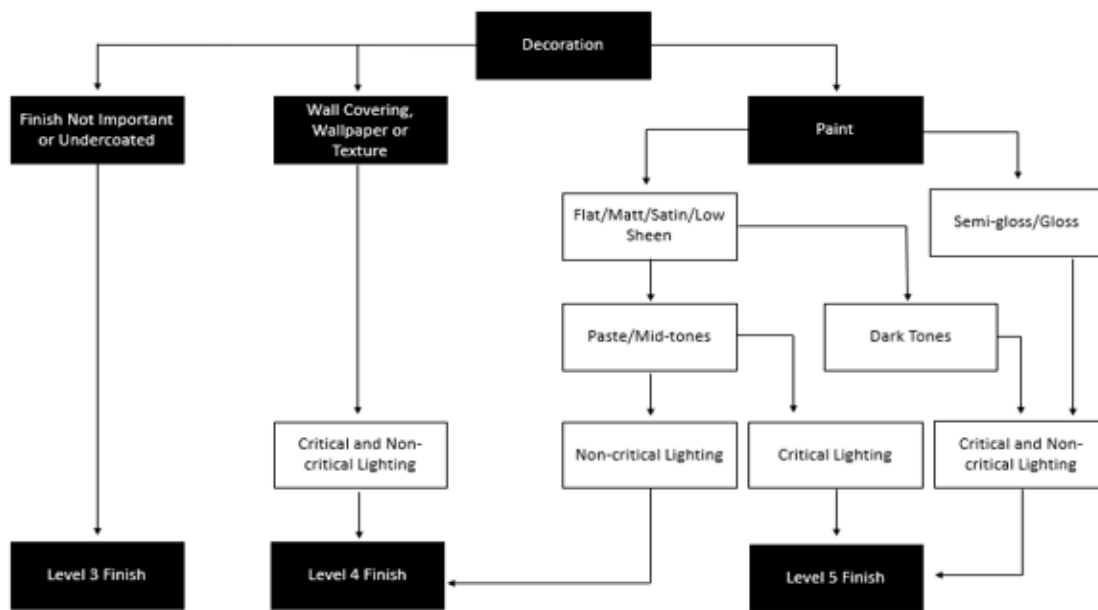 Decoration
Finish Not Important
or Undercoated
Wall Covering,
Wallpaper or
Texture
Paint
Flat/Matt/Satin/Low
Sheen
Semi-gloss/Gloss
Paste/Mid-tones
Dark Tones
Critical and Non-
critical Lighting
Non-critical Lighting
Critical Lighting
Critical and Non-
critical Lighting
Level 3 Finish
Level 4 Finish
Level 5 Finish